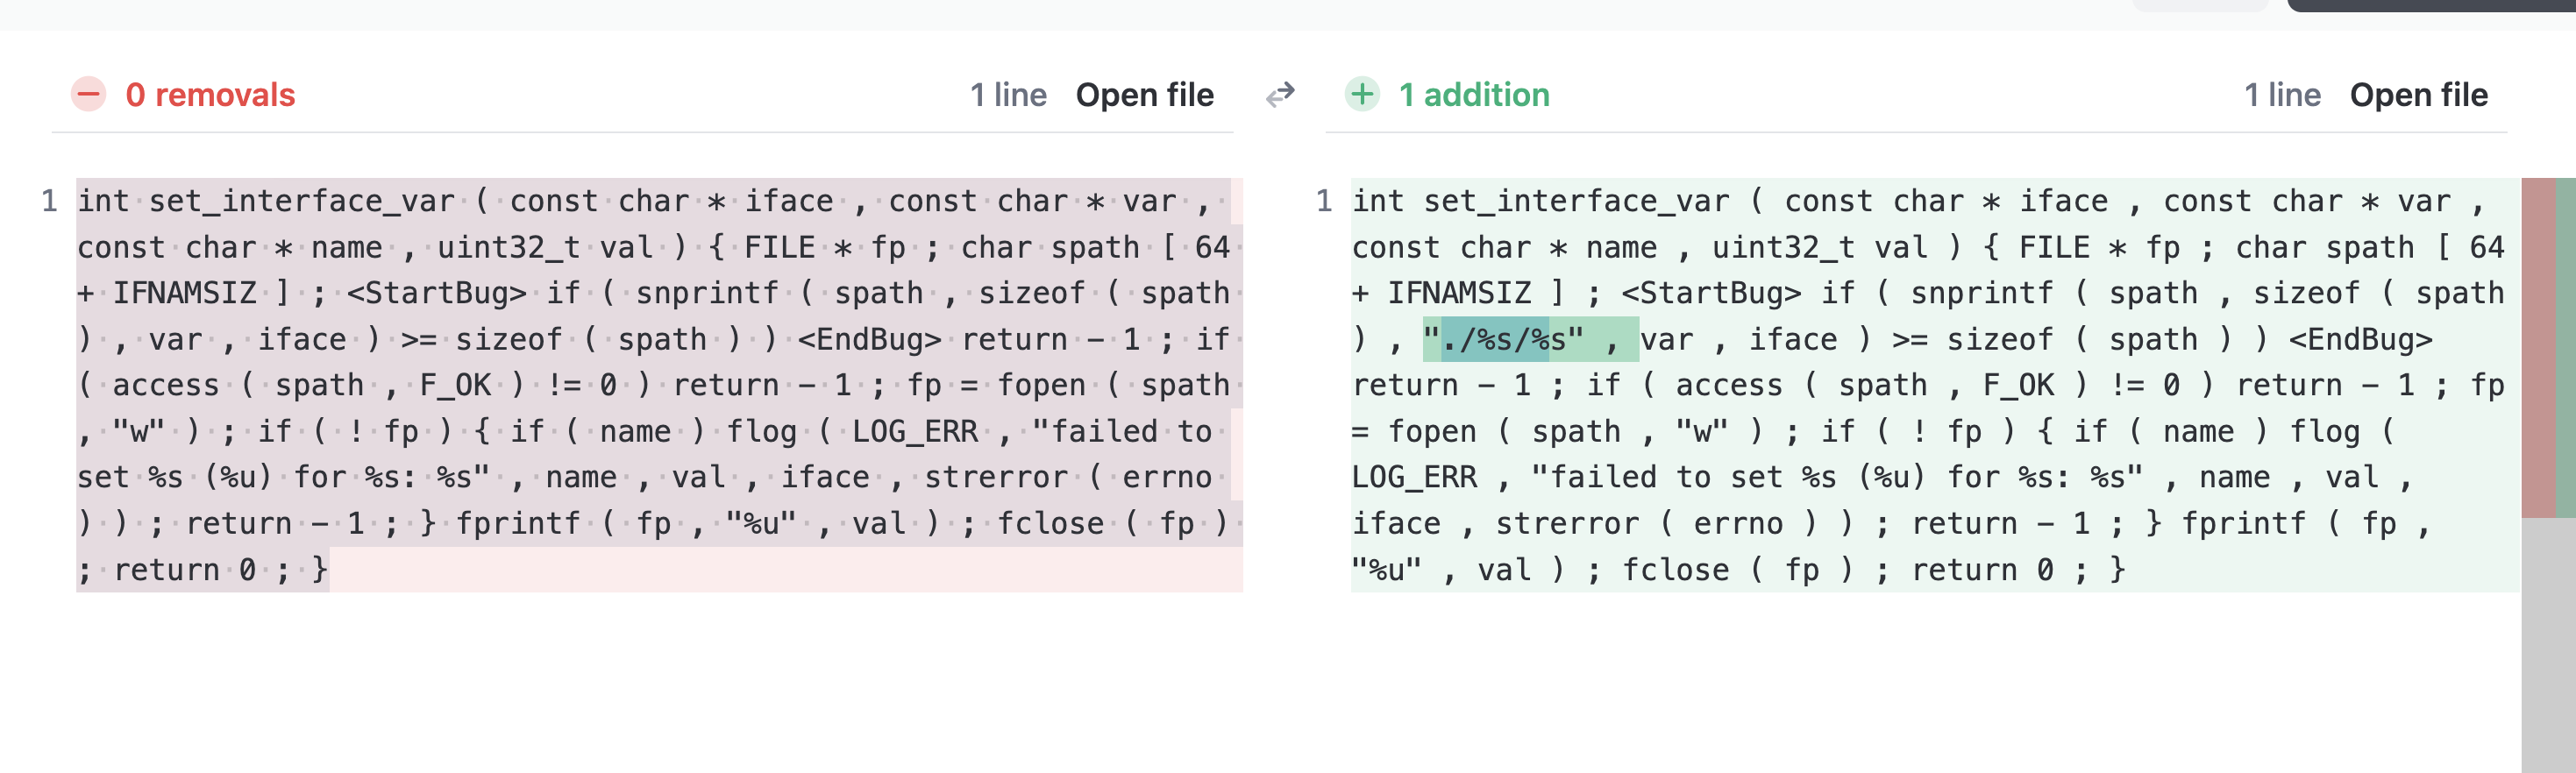 0 removals
1 line
Open file
1 addition
1 line
Open file
1
int set_interface_var ( const char * iface , const char * var ,
const char * name , uint32_t val ) { FILE * fp ; char spath [ 64
+ IFNAMSIZ ] ; <StartBug> if ( snprintf ( spath , sizeof ( spath
) , var , iface ) >= sizeof ( spath ) ) <EndBug> return - 1 ; if
( access ( spath , F_OK ) != 0 ) return - 1 ; fp = fopen ( spath
, "w" ) ; if ( ! fp ) { if ( name ) flog ( LOG_ERR , "failed to
set %s (%u) for %s: %s" , name , val , iface , strerror ( errno
) ) ; return - 1 ; } fprintf ( fp , "%u" , val ) ; fclose ( fp )
; return 0 ; }
1
int set_interface_var ( const char * iface , const char * var ,
const char * name , uint32_t val ) { FILE * fp ; char spath [ 64
+ IFNAMSIZ ] ; <StartBug> if ( snprintf ( spath , sizeof ( spath
) , "./%s/%s" , var , iface ) >= sizeof ( spath ) ) <EndBug>
return - 1 ; if ( access ( spath , F_OK ) != 0 ) return - 1 ; fp
= fopen ( spath , "w" ) ; if ( ! fp ) { if ( name ) flog (
LOG_ERR , "failed to set %s (%u) for %s: %s" , name , val ,
iface , strerror ( errno ) ) ; return - 1 ; } fprintf ( fp ,
"%u" , val ) ; fclose ( fp ) ; return 0 ; }